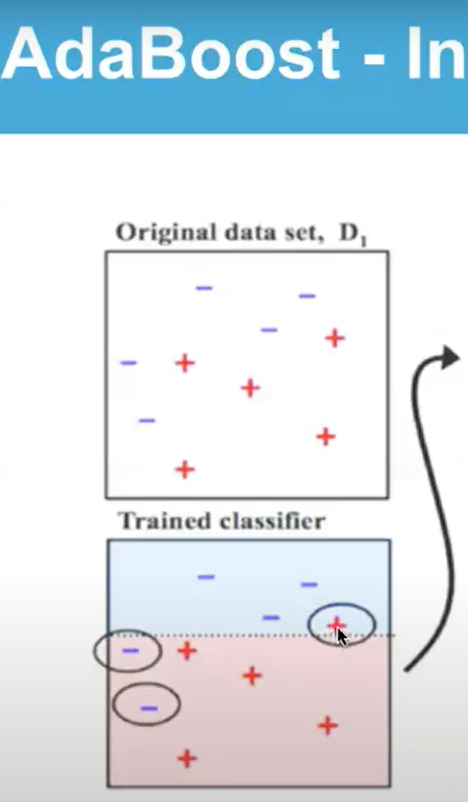 AdaBoost - In
Original data set, D₁
Trained classifier